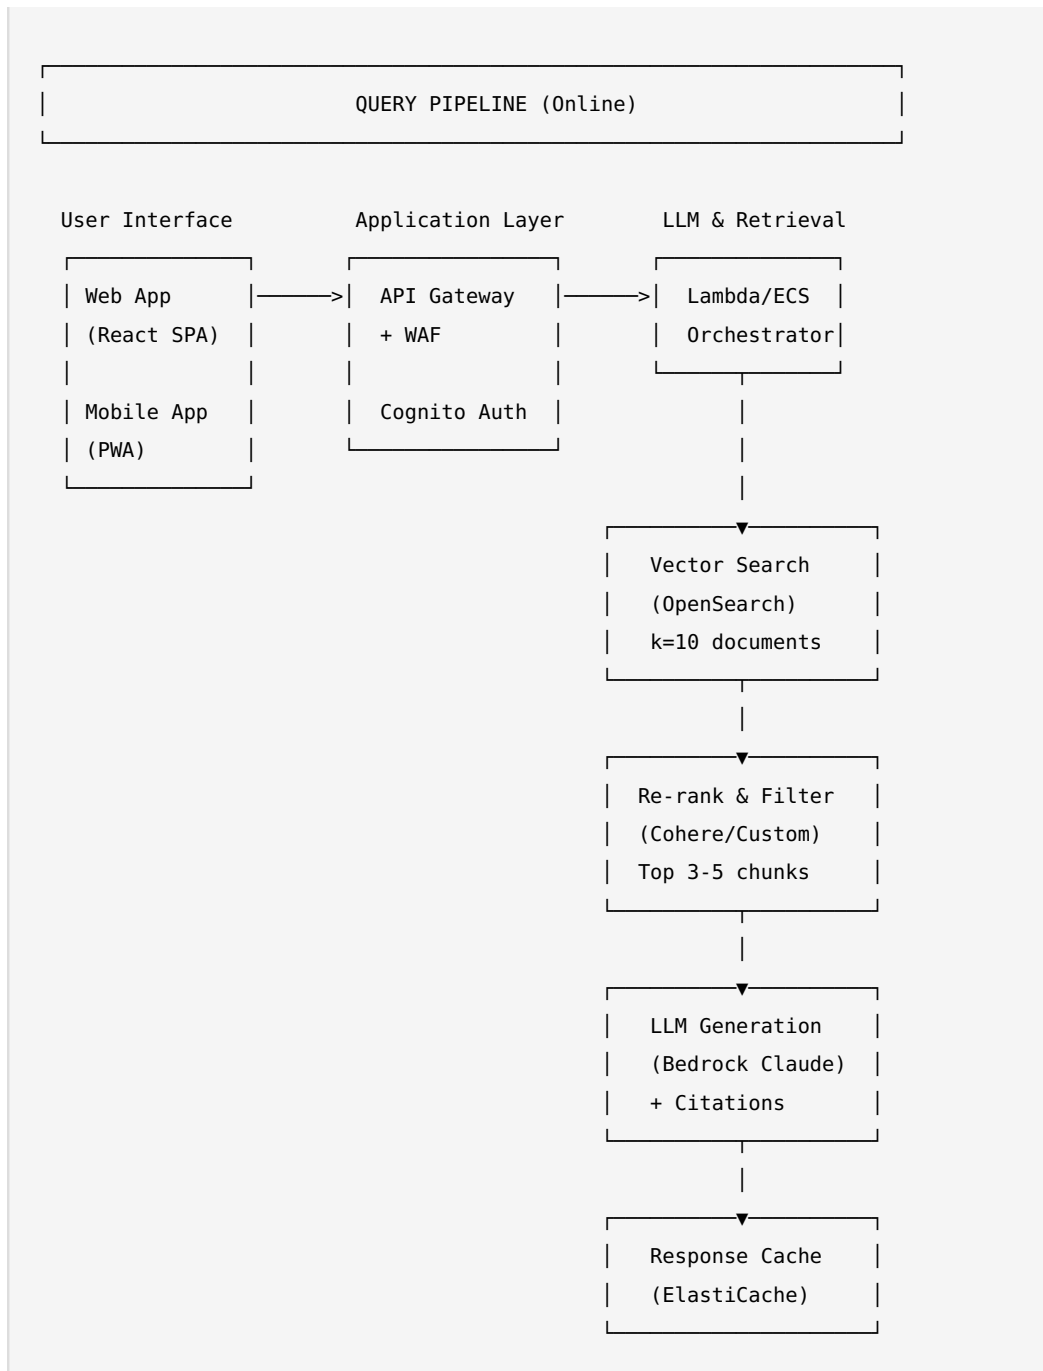 QUERY PIPELINE (Online)
User Interface
Application Layer
LLM & Retrieval
Web App
(React SPA)
Mobile App
(PWA)
API Gateway
+ WAF
Cognito Auth
Lambda/ECS
Orchestrator
Vector Search
(OpenSearch)
k=10 documents
Re-rank & Filter
(Cohere/Custom)
Top 3-5 chunks
LLM Generation
(Bedrock Claude)
+ Citations
Response Cache
(ElastiCache)